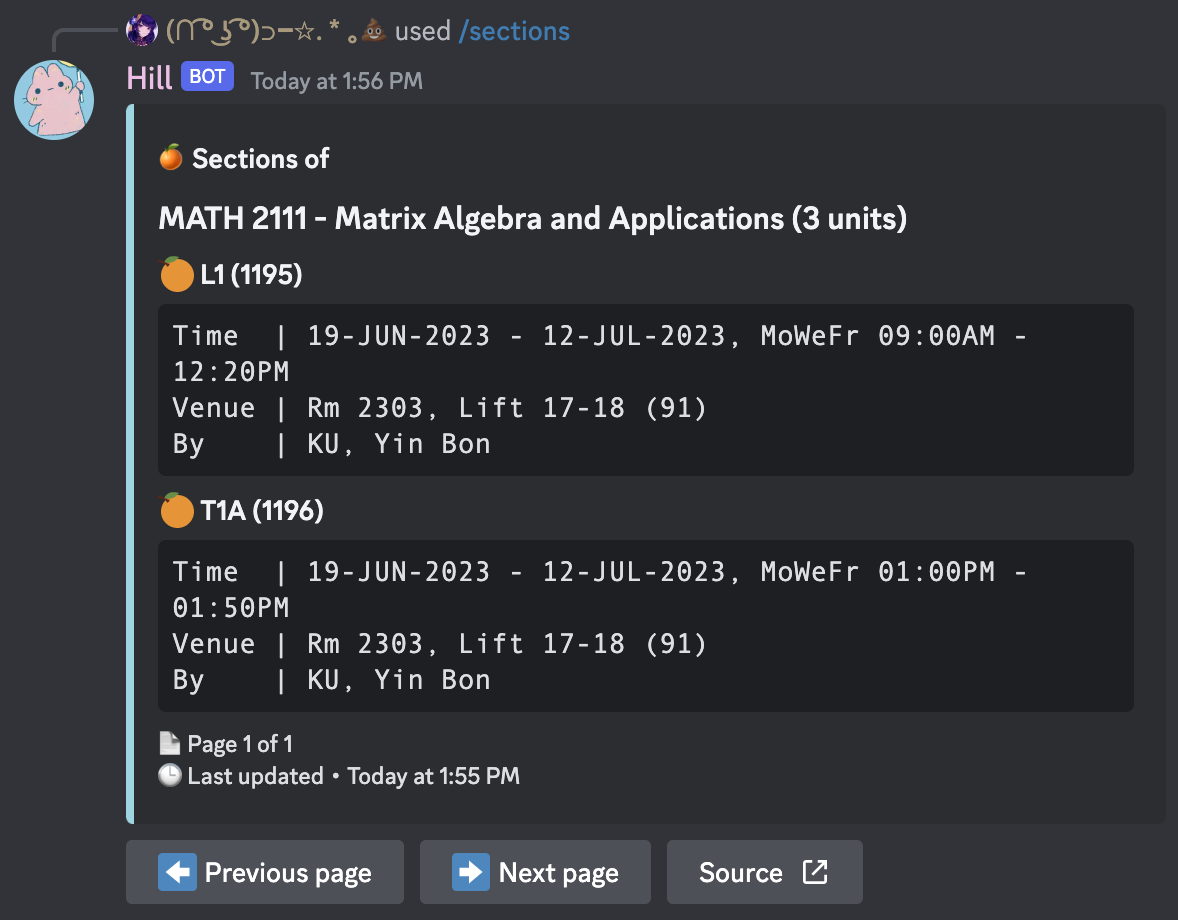 (ᑎ ͡° ͜ʖ ͡°)⊃━☆. * ｡💩 used /sections
Hill BOT Today at 1:56 PM
🍊 Sections of
MATH 2111 - Matrix Algebra and Applications (3 units)
L1 (1195)
Time  | 19-JUN-2023 - 12-JUL-2023, MoWeFr 09:00AM -
12:20PM
Venue | Rm 2303, Lift 17-18 (91)
By    | KU, Yin Bon
T1A (1196)
Time  | 19-JUN-2023 - 12-JUL-2023, MoWeFr 01:00PM -
01:50PM
Venue | Rm 2303, Lift 17-18 (91)
By    | KU, Yin Bon
Page 1 of 1
Last updated • Today at 1:55 PM
Previous page Next page Source